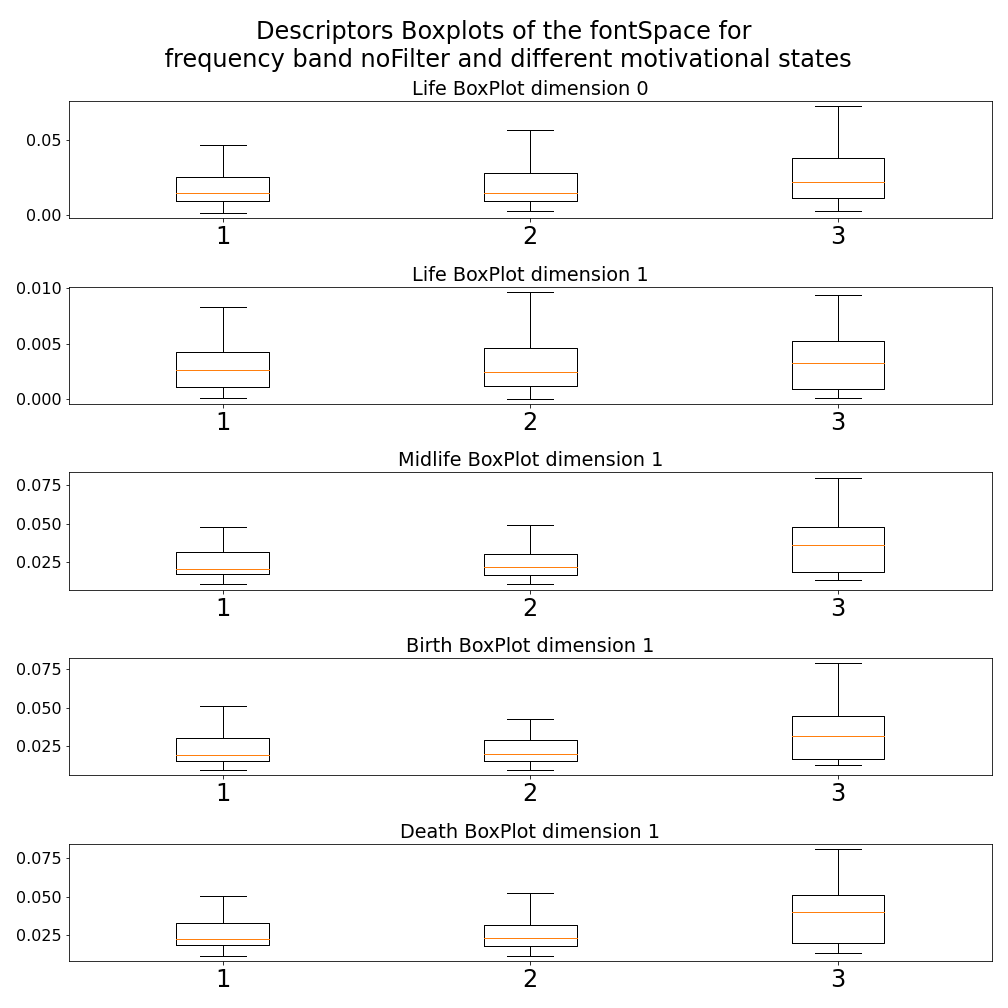 Descriptors Boxplots of the fontSpace for
frequency band noFilter and different motivational states
Life BoxPlot dimension 0
0.05
0.00
1 2 3
Life BoxPlot dimension 1
0.010
0.005
0.000
1 2 3
Midlife BoxPlot dimension 1
0.075
0.050
0.025
1 2 3
Birth BoxPlot dimension 1
0.075
0.050
0.025
1 2 3
Death BoxPlot dimension 1
0.075
0.050
0.025
1 2 3